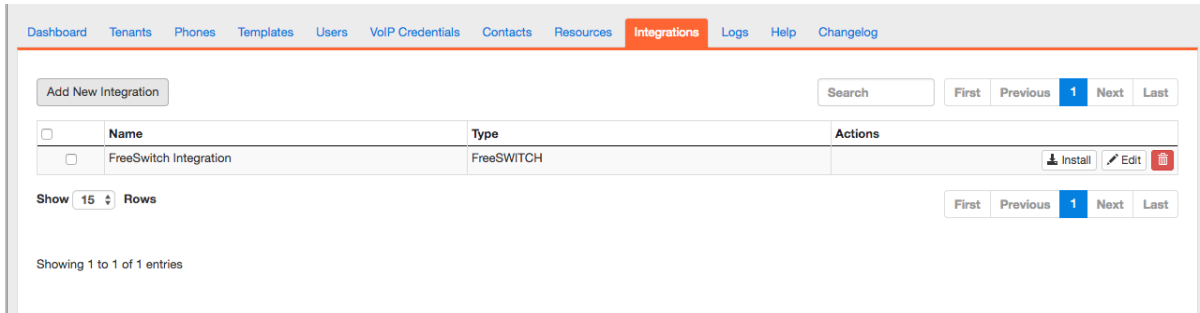 Dashboard Tenants Phones Templates Users VoIP Credentials Contacts Resources Integrations Logs Help Changelog
Add New Integration Search First Previous 1 Next Last
Name Type Actions
FreeSwitch Integration FreeSWITCH Install Edit
Show 15 Rows First Previous 1 Next Last
Showing 1 to 1 of 1 entries